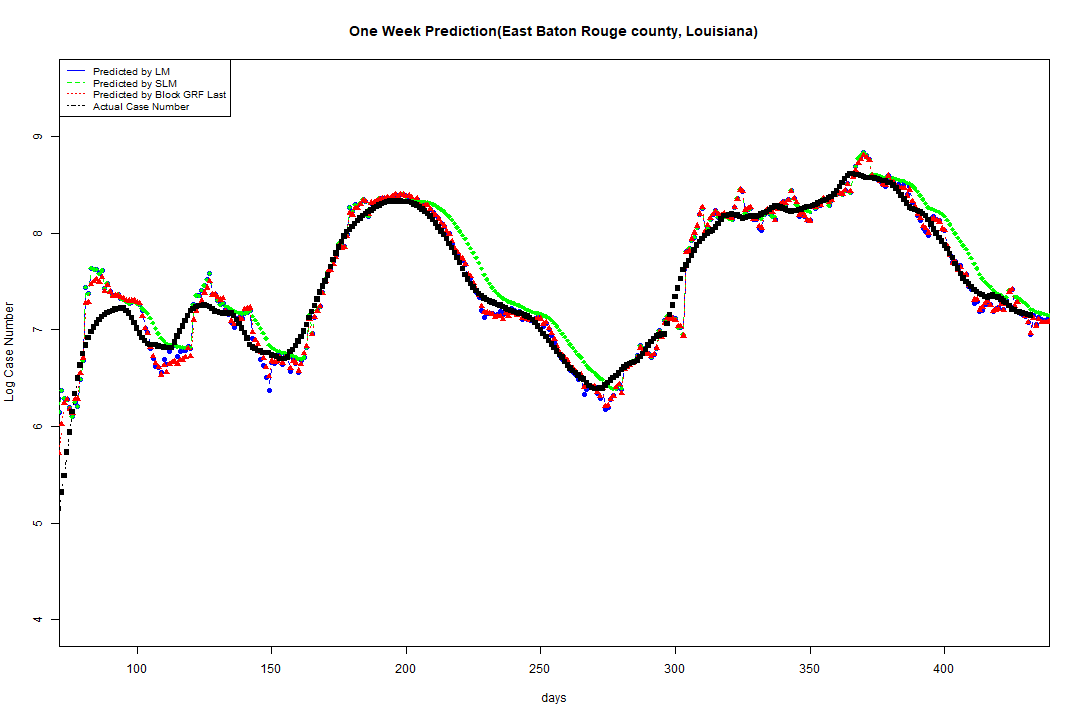 One Week Prediction(East Baton Rouge county, Louisiana)
Predicted by LM
Predicted by SLM
Predicted by Block GRF Last
Actual Case Number
9
8
7
6
5
4
Log Case Number
100 150 200 250 300 350 400
days